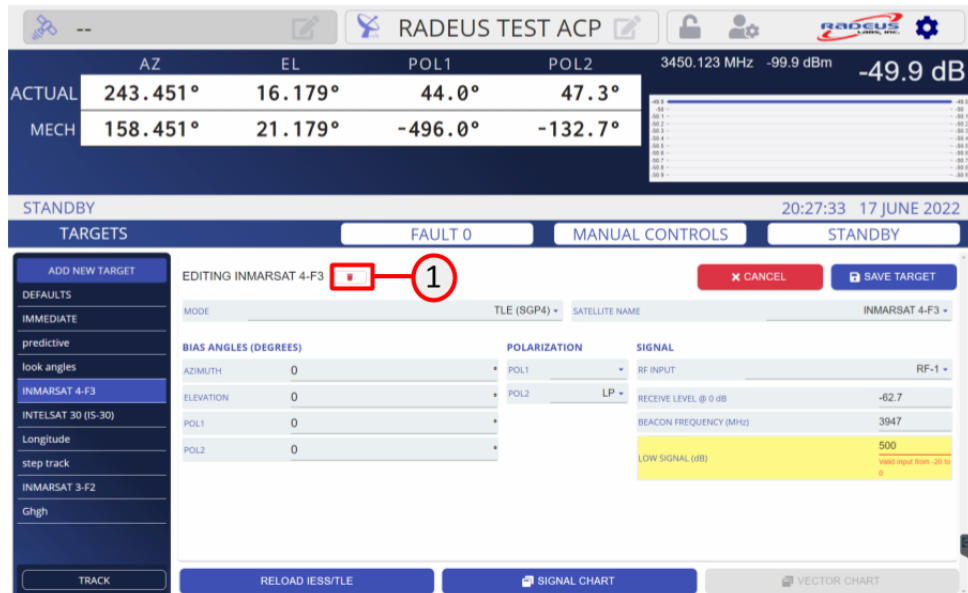 --
RADEUS TEST ACP
RADEUS
LABS, INC.
AZ EL POL1 POL2
3450.123 MHz -99.9 dBm -49.9 dB
ACTUAL 243.451° 16.179° 44.0° 47.3°
MECH 158.451° 21.179° -496.0° -132.7°
STANDBY 20:27:33 17 JUNE 2022
TARGETS FAULT 0 MANUAL CONTROLS STANDBY
ADD NEW TARGET
DEFAULTS
IMMEDIATE
predictive
look angles
INMARSAT 4-F3
INTELSAT 30 (IS-30)
Longitude
step track
INMARSAT 3-F2
Ghgh
TRACK
EDITING INMARSAT 4-F3 1 X CANCEL SAVE TARGET
MODE TLE (SGP4) SATELLITE NAME INMARSAT 4-F3
BIAS ANGLES (DEGREES) POLARIZATION SIGNAL
AZIMUTH 0 ° POL1 RF INPUT RF-1
ELEVATION 0 ° POL2 LP RECEIVE LEVEL @ 0 dB -62.7
POL1 0 ° BEACON FREQUENCY (MHz) 3947
POL2 0 ° LOW SIGNAL (dB) 500
Valid input from -20 to
0
RELOAD IESS/TLE SIGNAL CHART VECTOR CHART